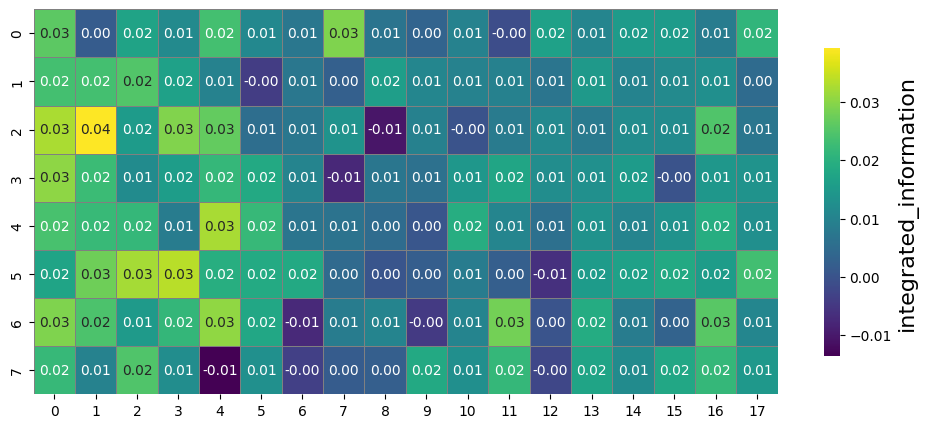 0 0.03 0.00 0.02 0.01 0.02 0.01 0.01 0.03 0.01 0.00 0.01 -0.00 0.02 0.01 0.02 0.02 0.01 0.02
1 0.02 0.02 0.02 0.02 0.01 -0.00 0.01 0.00 0.02 0.01 0.01 0.01 0.01 0.01 0.01 0.01 0.01 0.00
2 0.03 0.04 0.02 0.03 0.03 0.01 0.01 0.01 -0.01 0.01 -0.00 0.01 0.01 0.01 0.01 0.01 0.02 0.01
3 0.03 0.02 0.01 0.02 0.02 0.02 0.01 -0.01 0.01 0.01 0.01 0.02 0.01 0.01 0.02 -0.00 0.01 0.01
4 0.02 0.02 0.02 0.01 0.03 0.02 0.01 0.01 0.00 0.00 0.02 0.01 0.01 0.01 0.01 0.01 0.01 0.01
5 0.02 0.03 0.03 0.03 0.02 0.02 0.02 0.00 0.00 0.00 0.01 0.00 -0.01 0.02 0.02 0.02 0.02 0.02
6 0.03 0.02 0.01 0.02 0.03 0.02 -0.01 0.01 0.01 -0.00 0.01 0.03 0.00 0.02 0.01 0.00 0.03 0.01
7 0.02 0.01 0.02 0.01 -0.01 0.01 -0.00 0.00 0.00 0.02 0.01 0.02 -0.00 0.02 0.01 0.02 0.02 0.01
0 1 2 3 4 5 6 7 8 9 10 11 12 13 14 15 16 17
0.03
0.02
0.01
0.00
−0.01
integrated_information